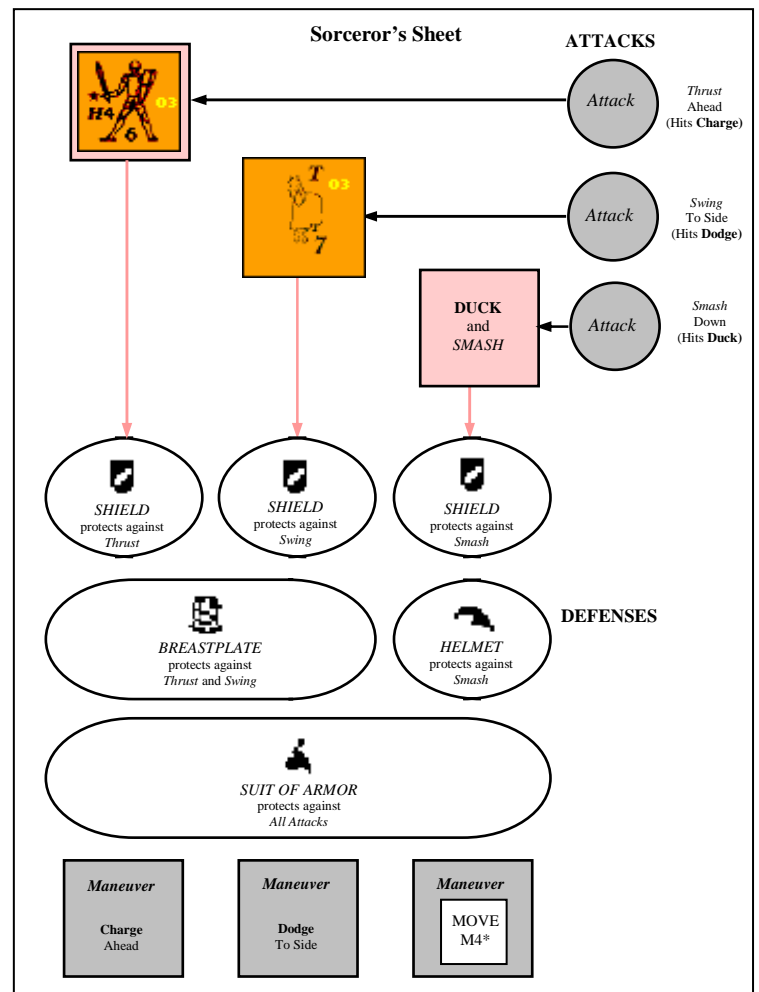 Sorceror's Sheet
ATTACKS
03
H4
6
Attack
Thrust
Ahead
(Hits Charge)
T
03
T
7
Attack
Swing
To Side
(Hits Dodge)
DUCK
and
SMASH
Attack
Smash
Down
(Hits Duck)
SHIELD
protects against
Thrust
SHIELD
protects against
Swing
SHIELD
protects against
Smash
BREASTPLATE
protects against
Thrust and Swing
HELMET
protects against
Smash
DEFENSES
SUIT OF ARMOR
protects against
All Attacks
Maneuver
Charge
Ahead
Maneuver
Dodge
To Side
Maneuver
MOVE
M4*